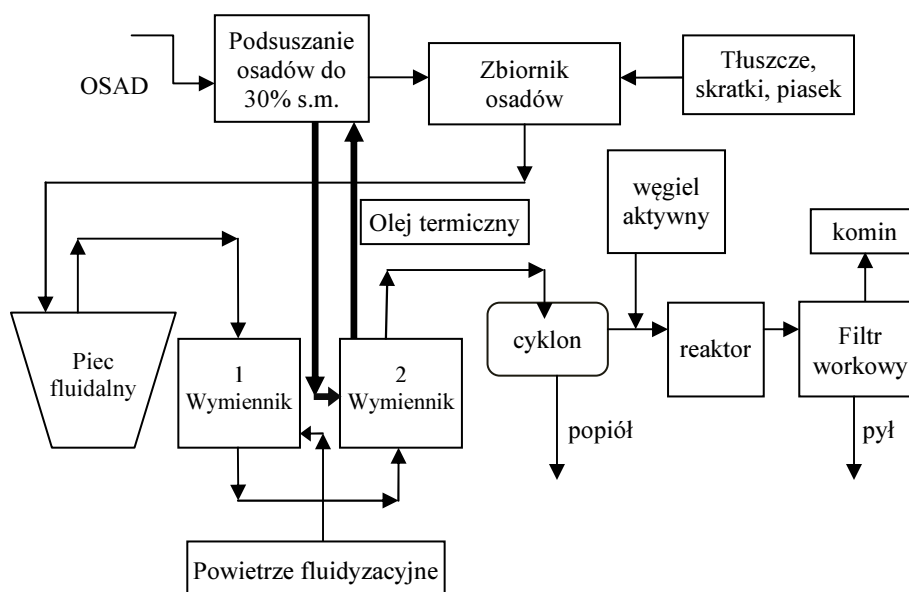 OSAD
Podsuszanie
osadów do
30% s.m.
Zbiornik
osadów
Tłuszcze,
skratki, piasek
Olej termiczny
węgiel
aktywny
komin
Piec
fluidalny
1
Wymiennik
2
Wymiennik
cyklon
reaktor
Filtr
workowy
popiół
pył
Powietrze fluidyzacyjne